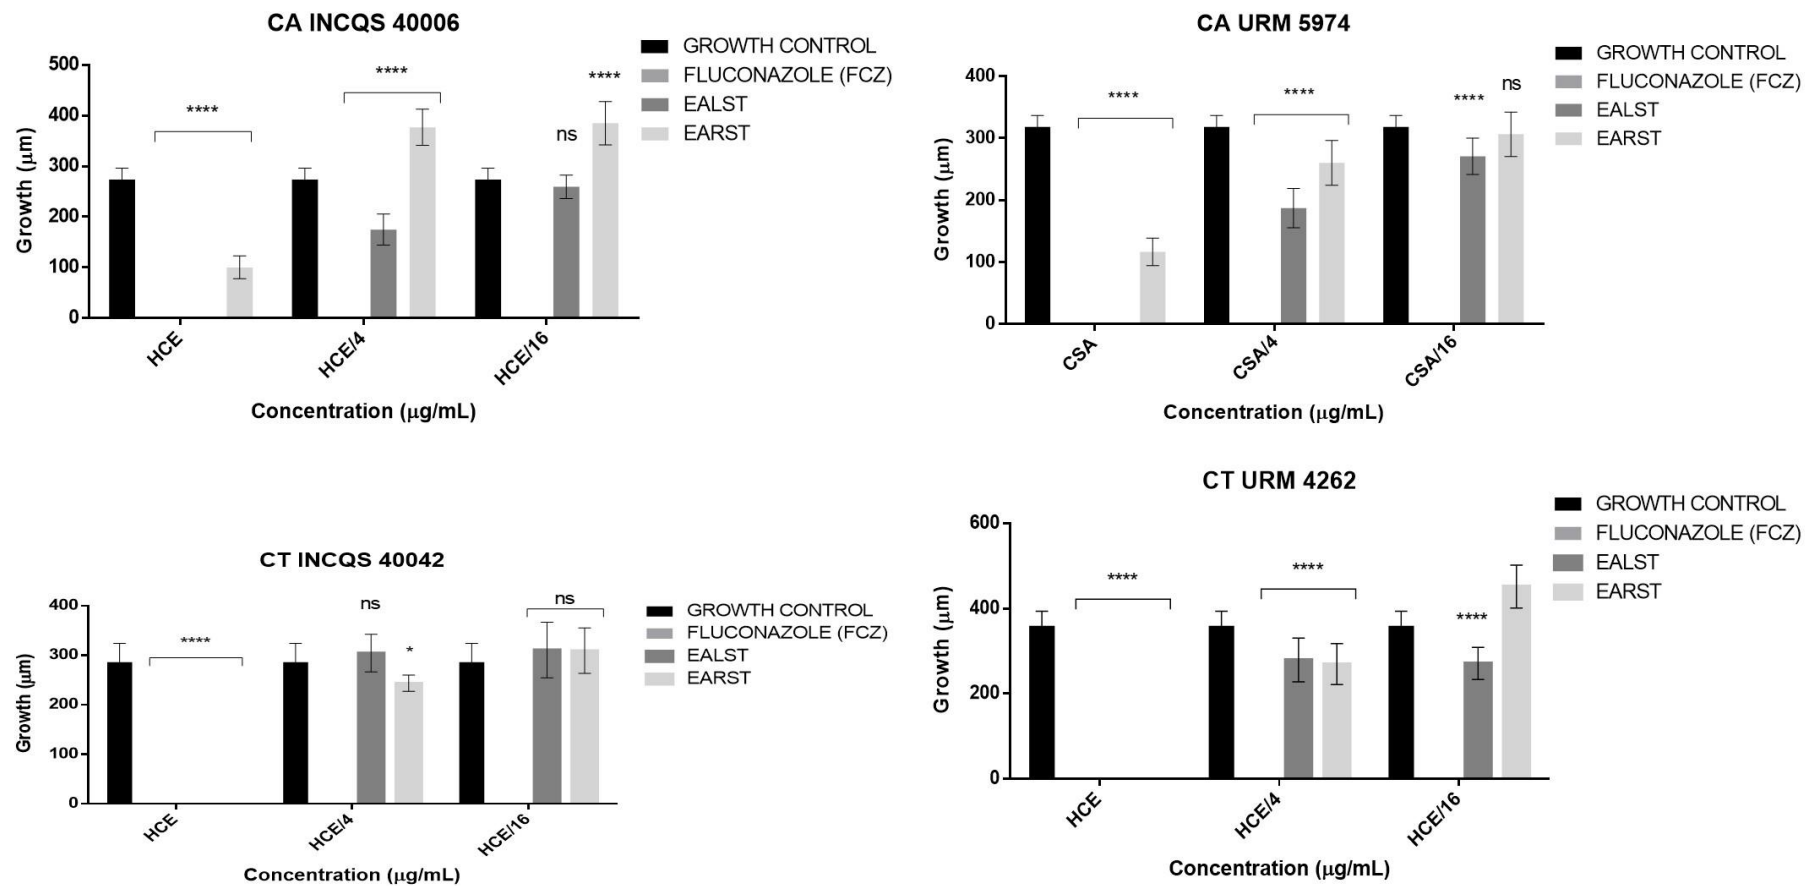 CA INCQS 40006
GROWTH CONTROL
FLUCONAZOLE (FCZ)
EALST
EARST
Growth (μm)
500
400
300
200
100
0
****
****
ns
****
HCE
HCE/4
HCE/16
Concentration (μg/mL)
CA URM 5974
GROWTH CONTROL
FLUCONAZOLE (FCZ)
EALST
EARST
Growth (μm)
400
300
200
100
0
****
****
****
ns
CSA
CSA/4
CSA/16
Concentration (μg/mL)
CT INCQS 40042
GROWTH CONTROL
FLUCONAZOLE (FCZ)
EALST
EARST
Growth (μm)
400
300
200
100
0
****
ns
*
ns
HCE
HCE/4
HCE/16
Concentration (μg/mL)
CT URM 4262
GROWTH CONTROL
FLUCONAZOLE (FCZ)
EALST
EARST
Growth (μm)
600
400
200
0
****
****
****
HCE
HCE/4
HCE/16
Concentration (μg/mL)